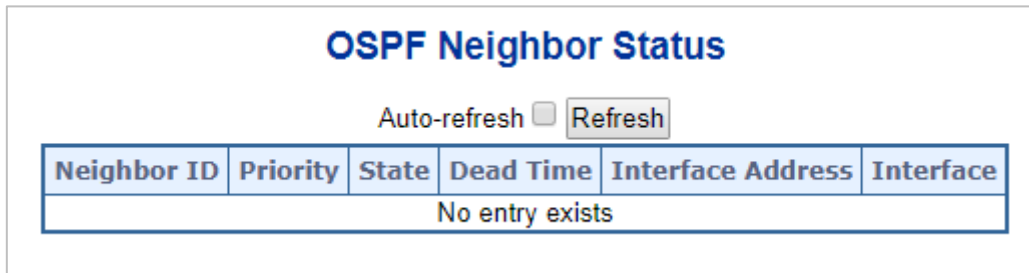 OSPF Neighbor Status
Auto-refresh Refresh
Neighbor ID Priority State Dead Time Interface Address Interface
No entry exists